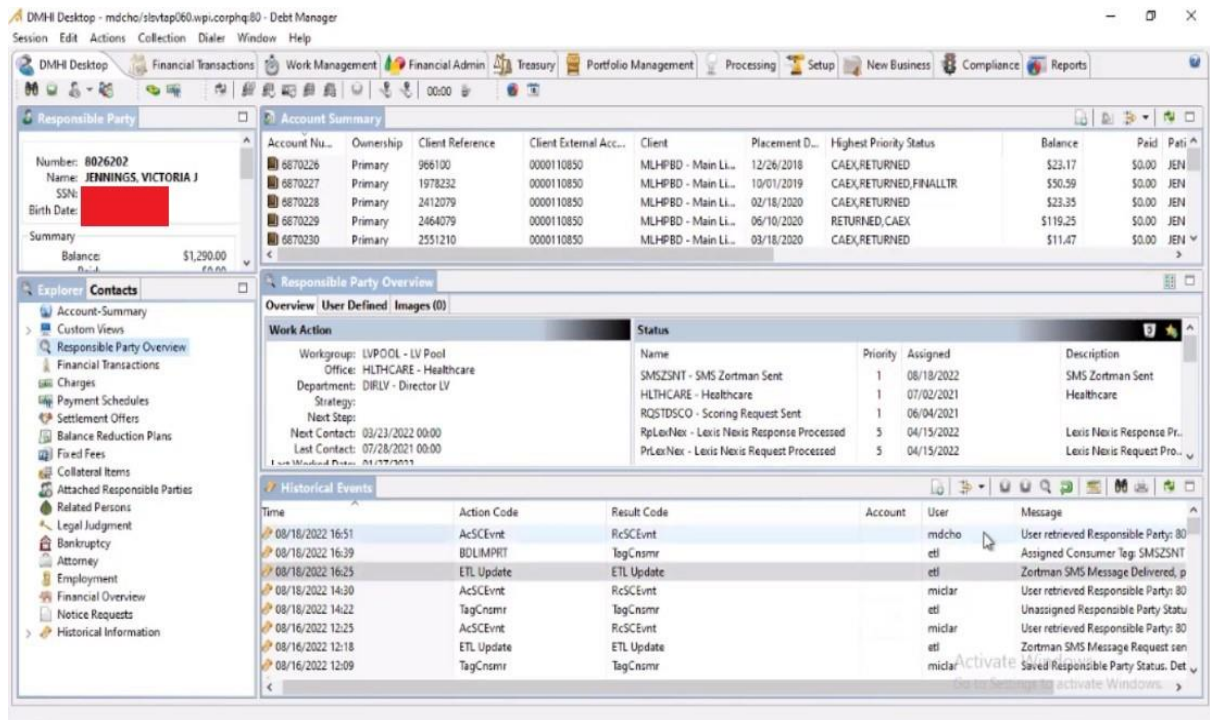 DMHI Desktop - mdcho/slsvtap060.wpi.corphq:80 - Debt Manager
Session Edit Actions Collection Dialer Window Help
DMHI Desktop Financial Transactions Work Management Financial Admin Treasury Portfolio Management Processing Setup New Business Compliance Reports
00:00
Responsible Party
Number: 8026202
Name: JENNINGS, VICTORIA J
SSN:
Birth Date:
Summary
Balance: $1,290.00
Explorer Contacts
Account-Summary
Custom Views
Responsible Party Overview
Financial Transactions
Charges
Payment Schedules
Settlement Offers
Balance Reduction Plans
Fixed Fees
Collateral Items
Attached Responsible Parties
Related Persons
Legal Judgment
Bankruptcy
Attorney
Employment
Financial Overview
Notice Requests
Historical Information
Account Summary
Account Nu... Ownership Client Reference Client External Acc... Client Placement D... Highest Priority Status Balance Paid Pati
6870226 Primary 966100 0000110850 MLHPBD - Main Li... 12/26/2018 CAEX,RETURNED $23.17 $0.00 JEN
6870227 Primary 1978232 0000110850 MLHPBD - Main Li... 10/01/2019 CAEX,RETURNED,FINALLTR $50.59 $0.00 JEN
6870228 Primary 2412079 0000110850 MLHPBD - Main Li... 02/18/2020 CAEX,RETURNED $23.35 $0.00 JEN
6870229 Primary 2464079 0000110850 MLHPBD - Main Li... 06/10/2020 RETURNED,CAEX $119.25 $0.00 JEN
6870230 Primary 2551210 0000110850 MLHPBD - Main Li... 03/18/2020 CAEX,RETURNED $11.47 $0.00 JEN
Responsible Party Overview
Overview User Defined Images (0)
Work Action
Workgroup: LVPOOL - LV Pool
Office: HLTHCARE - Healthcare
Department: DIRLV - Director LV
Strategy:
Next Step:
Next Contact: 03/23/2022 00:00
Last Contact: 07/28/2021 00:00
Status
Name Priority Assigned Description
SMSZSNT - SMS Zortman Sent 1 08/18/2022 SMS Zortman Sent
HLTHCARE - Healthcare 1 07/02/2021 Healthcare
RQSTDSCO - Scoring Request Sent 1 06/04/2021
RpLexNex - Lexis Nexis Response Processed 5 04/15/2022 Lexis Nexis Response Pr...
PrLexNex - Lexis Nexis Request Processed 5 04/15/2022 Lexis Nexis Request Pro...
Historical Events
Time Action Code Result Code Account User Message
08/18/2022 16:51 AcSCEvnt RcSCEvnt mdcho User retrieved Responsible Party: 80
08/18/2022 16:39 BDLIMPRT TagCnsmr etl Assigned Consumer Tag: SMSZSNT
08/18/2022 16:25 ETL Update ETL Update etl Zortman SMS Message Delivered, p
08/18/2022 14:30 AcSCEvnt RcSCEvnt miclar User retrieved Responsible Party: 80
08/18/2022 14:22 TagCnsmr TagCnsmr etl Unassigned Responsible Party Statu
08/16/2022 12:25 AcSCEvnt RcSCEvnt miclar User retrieved Responsible Party: 80
08/16/2022 12:18 ETL Update ETL Update etl Zortman SMS Message Request sen
08/16/2022 12:09 TagCnsmr TagCnsmr miclar Saved Responsible Party Status. Det
Activate Windows
Go to Settings to activate Windows.